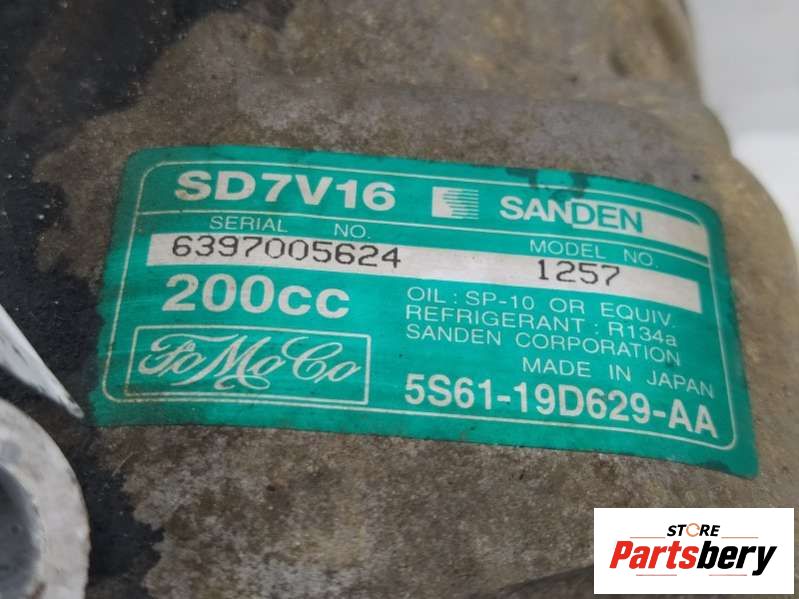 SD7V16 SANDEN
SERIAL NO. MODEL NO.
6397005624 1257
200cc
OIL : SP-10 OR EQUIV.
REFRIGERANT : R134a
SANDEN CORPORATION
MADE IN JAPAN
FoMoCo
5S61-19D629-AA
STORE
Partsbery